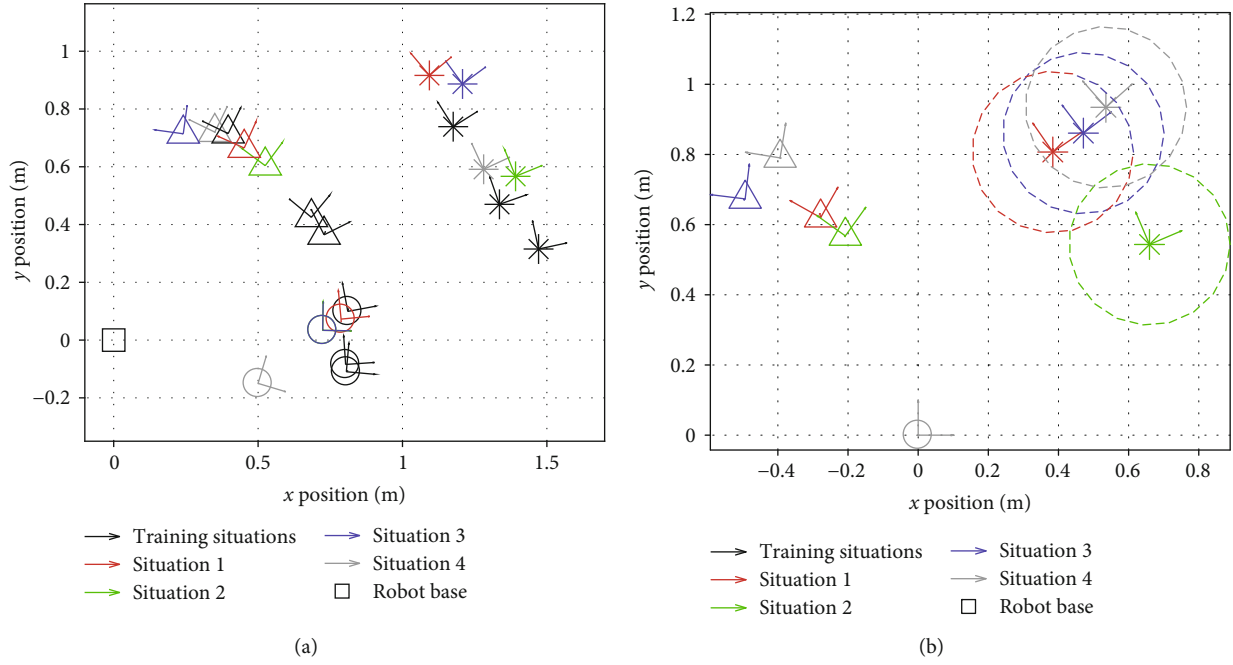 1
0.8
0.6
0.4
0.2
0
−0.2
y position (m)
0
0.5
1
1.5
x position (m)
Training situations
Situation 1
Situation 2
Situation 3
Situation 4
Robot base
(a)
1.2
1
0.8
0.6
0.4
0.2
0
y position (m)
−0.4
−0.2
0
0.2
0.4
0.6
0.8
x position (m)
Training situations
Situation 1
Situation 2
Situation 3
Situation 4
Robot base
(b)